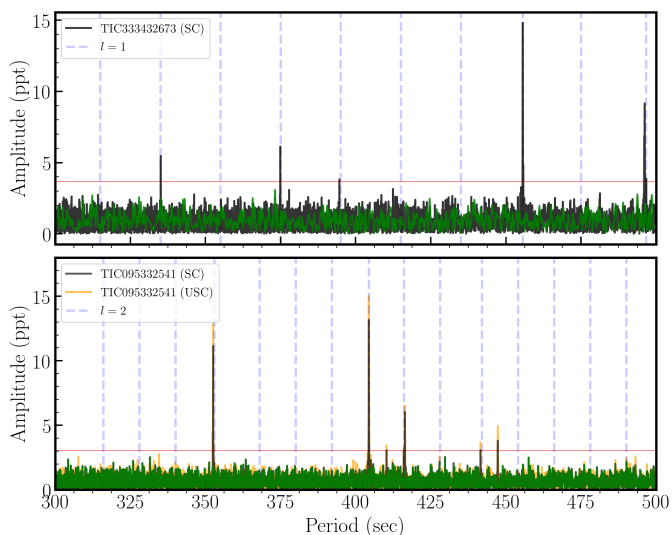 15
10
5
0
Amplitude (ppt)
TIC333432673 (SC)
l = 1
15
10
5
0
Amplitude (ppt)
TIC095332541 (SC)
TIC095332541 (USC)
l = 2
300 325 350 375 400 425 450 475 500
Period (sec)